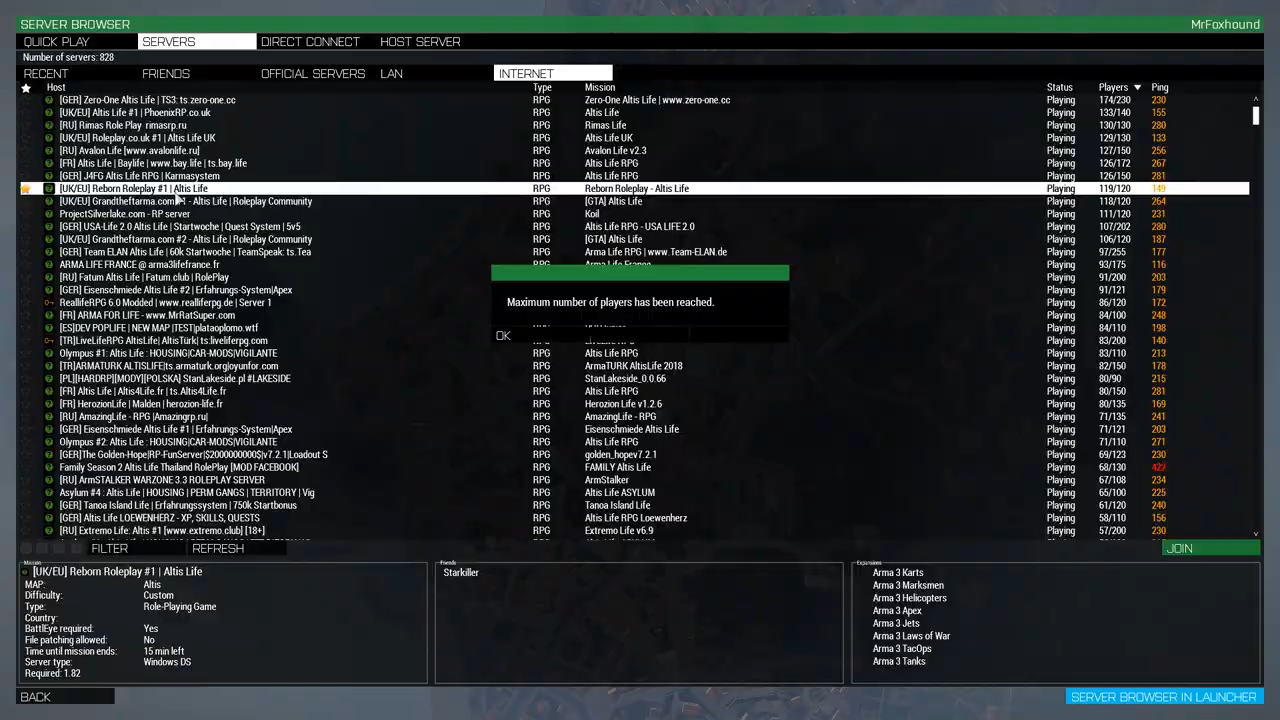 SERVER BROWSER MrFoxhound
QUICK PLAY SERVERS DIRECT CONNECT HOST SERVER
Number of servers: 828
RECENT FRIENDS OFFICIAL SERVERS LAN INTERNET
Host Type Mission Status Players Ping
[GER] Zero-One Altis Life | TS3: ts.zero-one.cc RPG Zero-One Altis Life | www.zero-one.cc Playing 174/230 230
[UK/EU] Altis Life #1 | PhoenixRP.co.uk RPG Altis Life Playing 133/140 155
[RU] Rimas Role Play rimasrp.ru RPG Rimas Life Playing 130/130 280
[UK/EU] Roleplay.co.uk #1 | Altis Life UK RPG Altis Life UK Playing 129/130 133
[RU] Avalon Life [www.avalonlife.ru] RPG Avalon Life v2.3 Playing 127/150 256
[FR] Altis Life | Baylife | www.bay.life | ts.bay.life RPG Altis Life RPG Playing 126/172 267
[GER] J4FG Altis Life RPG | Karmasystem RPG Altis Life RPG Playing 126/150 281
[UK/EU] Reborn Roleplay #1 | Altis Life RPG Reborn Roleplay - Altis Life Playing 119/120 149
[UK/EU] Grandtheftarma.com #1 - Altis Life | Roleplay Community RPG [GTA] Altis Life Playing 118/120 264
ProjectSilverlake.com - RP server RPG Koil Playing 111/120 231
[GER] USA-Life 2.0 Altis Life | Startwoche | Quest System | 5v5 RPG Altis Life RPG - USA LIFE 2.0 Playing 107/202 280
[UK/EU] Grandtheftarma.com #2 - Altis Life | Roleplay Community RPG [GTA] Altis Life Playing 106/120 187
[GER] Team ELAN Altis Life | 60k Startwoche | TeamSpeak: ts.Tea RPG Arma Life RPG | www.Team-ELAN.de Playing 97/255 177
ARMA LIFE FRANCE @ arma3lifefrance.fr RPG Arma Life France Playing 93/175 116
[RU] Fatum Altis Life | Fatum.club | RolePlay Playing 91/200 203
[GER] Eisenschmiede Altis Life #2 | Erfahrungs-System|Apex Playing 91/121 179
ReallifeRPG 6.0 Modded | www.realliferpg.de | Server 1 Playing 86/120 172
[FR] ARMA FOR LIFE - www.MrRatSuper.com Playing 84/100 248
[ES]DEV POPLIFE | NEW MAP |TEST|plataoplomo.wtf Playing 84/110 198
[TR]LiveLifeRPG AltisLife|AltisTürk| ts.liveliferpg.com Playing 83/200 140
Olympus #1: Altis Life : HOUSING|CAR-MODS|VIGILANTE RPG Altis Life RPG Playing 83/110 213
[TR]ARMATURK ALTISLIFE|ts.armaturk.org|oyunfor.com RPG ArmaTURK AltisLife 2018 Playing 82/150 178
[PL][HARDRP][MODY][POLSKA] StanLakeside.pl #LAKESIDE RPG StanLakeside_0.0.66 Playing 80/90 215
[FR] Altis Life | Altis4Life.fr | ts.Altis4Life.fr RPG Altis Life RPG Playing 80/150 281
[FR] HerozionLife | Malden | herozion-life.fr RPG Herozion Life v1.2.6 Playing 80/135 169
[RU] AmazingLife - RPG |Amazingrp.ru| RPG AmazingLife - RPG Playing 71/135 241
[GER] Eisenschmiede Altis Life #1 | Erfahrungs-System|Apex RPG Eisenschmiede Altis Life Playing 71/121 203
Olympus #2: Altis Life : HOUSING|CAR-MODS|VIGILANTE RPG Altis Life RPG Playing 71/110 271
[GER]The Golden-Hope|RP-FunServer|$2000000000$|v7.2.1|Loadout S RPG golden_hopev7.2.1 Playing 69/123 230
Family Season 2 Altis Life Thailand RolePlay [MOD FACEBOOK] RPG FAMILY Altis Life Playing 68/130 427
[RU] ArmSTALKER WARZONE 3.3 ROLEPLAY SERVER RPG ArmStalker Playing 67/108 234
Asylum #4 : Altis Life | HOUSING | PERM GANGS | TERRITORY | Vig RPG Altis Life ASYLUM Playing 65/100 225
[GER] Tanoa Island Life | Erfahrungssystem | 750k Startbonus RPG Tanoa Island Life Playing 61/120 240
[GER] Altis Life LOEWENHERZ - XP, SKILLS, QUESTS RPG Altis Life RPG Loewenherz Playing 58/110 156
[RU] Extremo Life: Altis #1 [www.extremo.club] [18+] RPG Extremo Life v6.9 Playing 57/200 230
Maximum number of players has been reached.
OK
FILTER REFRESH JOIN
Mission
[UK/EU] Reborn Roleplay #1 | Altis Life
MAP: Altis
Difficulty: Custom
Type: Role-Playing Game
Country:
BattlEye required: Yes
File patching allowed: No
Time until mission ends: 15 min left
Server type: Windows DS
Required: 1.82
Friends
Starkiller
Expansions
Arma 3 Karts
Arma 3 Marksmen
Arma 3 Helicopters
Arma 3 Apex
Arma 3 Jets
Arma 3 Laws of War
Arma 3 TacOps
Arma 3 Tanks
BACK SERVER BROWSER IN LAUNCHER